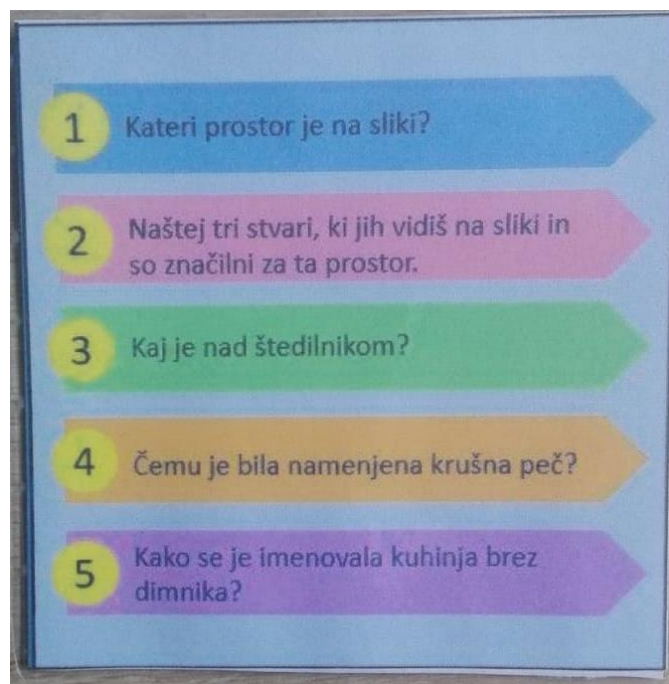 1 Kateri prostor je na sliki?
2 Naštej tri stvari, ki jih vidiš na sliki in
so značilni za ta prostor.
3 Kaj je nad štedilnikom?
4 Čemu je bila namenjena krušna peč?
5 Kako se je imenovala kuhinja brez
dimnika?